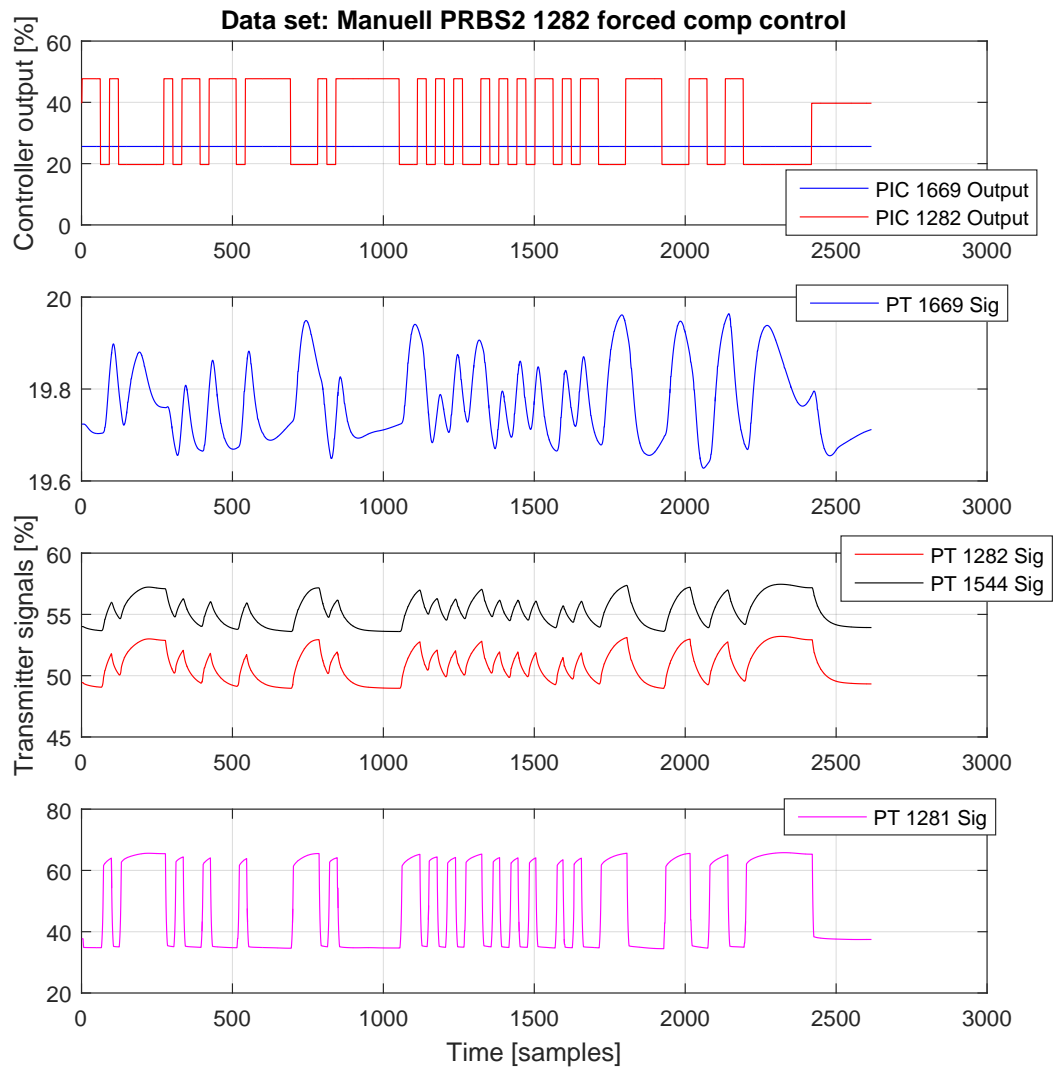 Data set: Manuell PRBS2 1282 forced comp control
Controller output [%]
60
40
20
0
PIC 1669 Output
PIC 1282 Output
0 500 1000 1500 2000 2500 3000
20
19.8
19.6
PT 1669 Sig
0 500 1000 1500 2000 2500 3000
Transmitter signals [%]
60
55
50
45
PT 1282 Sig
PT 1544 Sig
0 500 1000 1500 2000 2500 3000
80
60
40
20
PT 1281 Sig
0 500 1000 1500 2000 2500 3000
Time [samples]